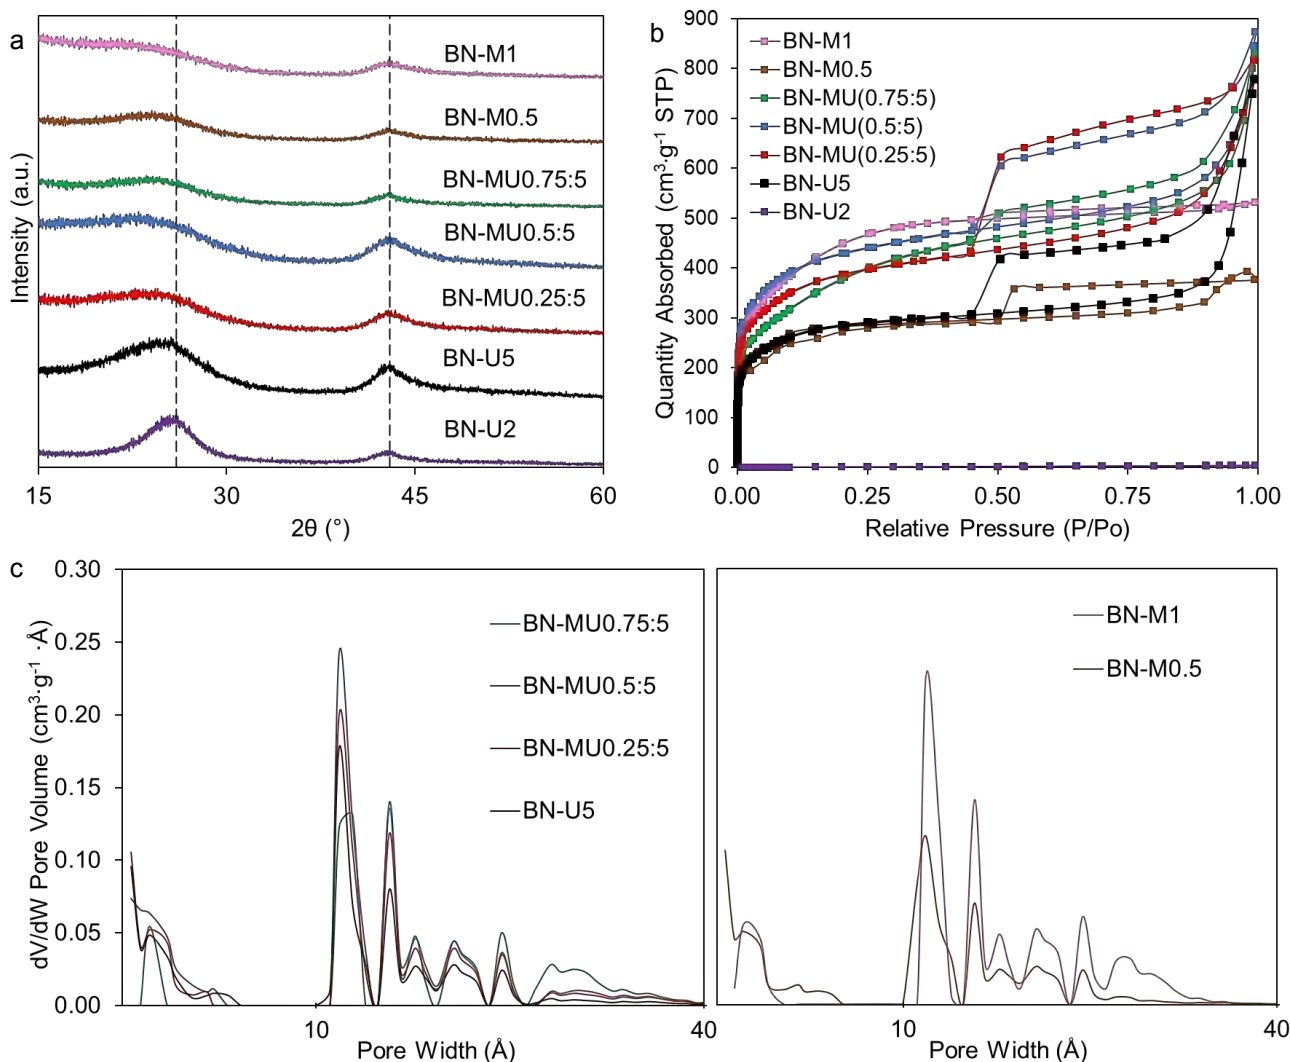 a
Intensity (a.u.)
BN-M1
BN-M0.5
BN-MU0.75:5
BN-MU0.5:5
BN-MU0.25:5
BN-U5
BN-U2
15 30 45 60
2θ (°)
b
Quantity Absorbed (cm³·g⁻¹ STP)
900
800
700
600
500
400
300
200
100
0
BN-M1
BN-M0.5
BN-MU(0.75:5)
BN-MU(0.5:5)
BN-MU(0.25:5)
BN-U5
BN-U2
0.00 0.25 0.50 0.75 1.00
Relative Pressure (P/Po)
c
dV/dW Pore Volume (cm³·g⁻¹ ·Å)
0.30
0.25
0.20
0.15
0.10
0.05
0.00
BN-MU0.75:5
BN-MU0.5:5
BN-MU0.25:5
BN-U5
10 40
Pore Width (Å)
BN-M1
BN-M0.5
10 40
Pore Width (Å)